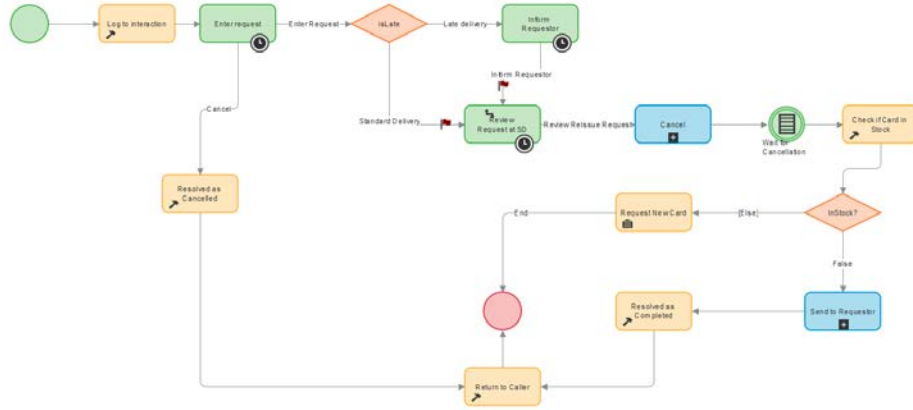 Log to interaction
Enter request
Enter Request
isLate
Late delivery
Inform
Requestor
Inform Requestor
Cancel
Standard Delivery
Review
Request at SD
Review Reissue Request
Cancel
Wait for
Cancellation
Check if Card in
Stock
Resolved as
Cancelled
End
Request New Card
[Else]
InStock?
False
Resolved as
Completed
Send to Requestor
Return to Caller